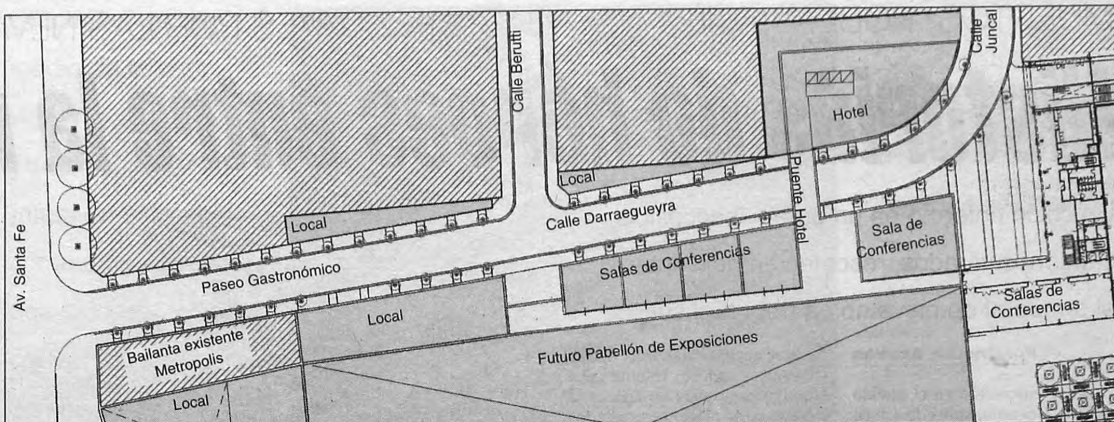 Av. Santa Fe
Calle Berutti
Calle Juncal
Hotel
Local
Local
Puente Hotel
Calle Darraegueyra
Paseo Gastronómico
Salas de Conferencias
Sala de
Conferencias
Local
Bailanta existente
Metropolis
Futuro Pabellón de Exposiciones
Salas de
Conferencias
Local